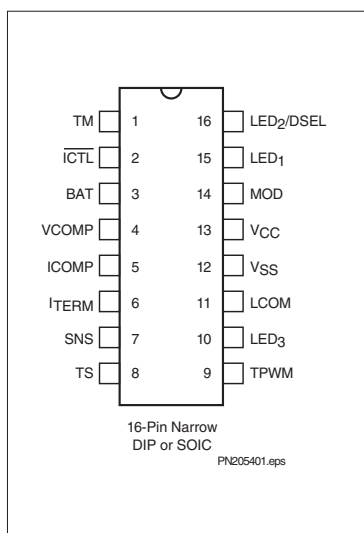 TM 1 16 LED2/DSEL
ICTL 2 15 LED1
BAT 3 14 MOD
VCOMP 4 13 VCC
ICOMP 5 12 VSS
ITERM 6 11 LCOM
SNS 7 10 LED3
TS 8 9 TPWM
16-Pin Narrow
DIP or SOIC
PN205401.eps